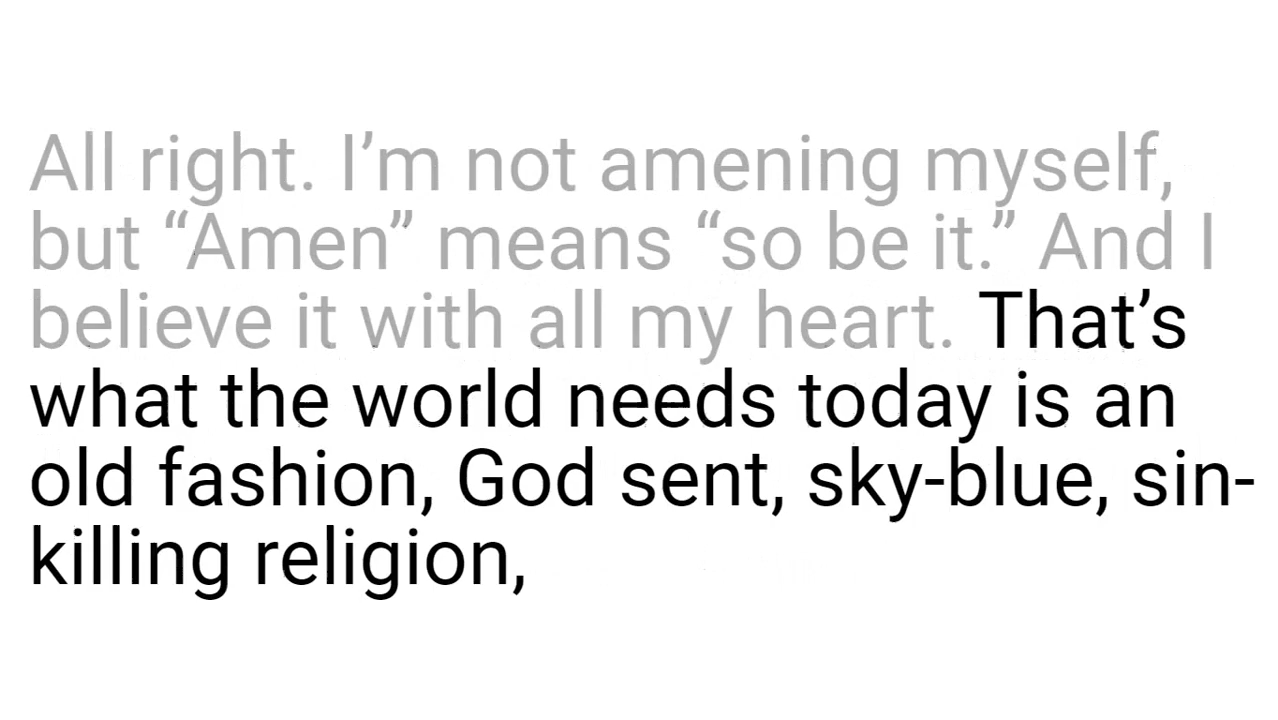 All right. I’m not amening myself,
but “Amen” means “so be it.” And I
believe it with all my heart. That’s
what the world needs today is an
old fashion, God sent, sky-blue, sin-
killing religion,